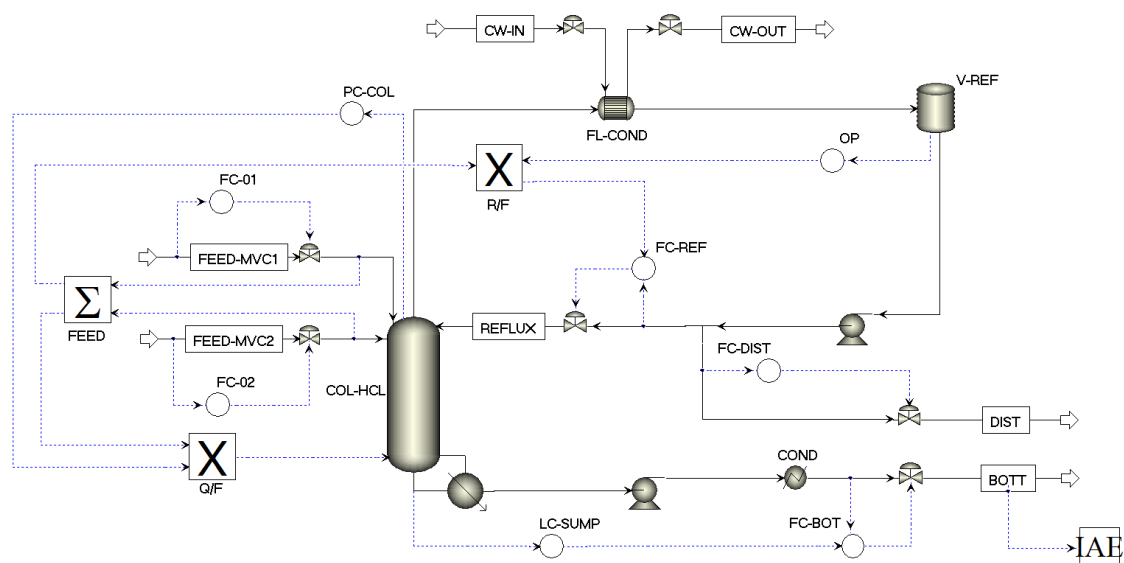 CW-IN
CW-OUT
V-REF
PC-COL
FL-COND
OP
X
R/F
FC-01
FC-REF
FEED-MVC1
Σ
FEED
REFLUX
FEED-MVC2
FC-DIST
FC-02
COL-HCL
DIST
X
Q/F
COND
BOTT
LC-SUMP
FC-BOT
IAE